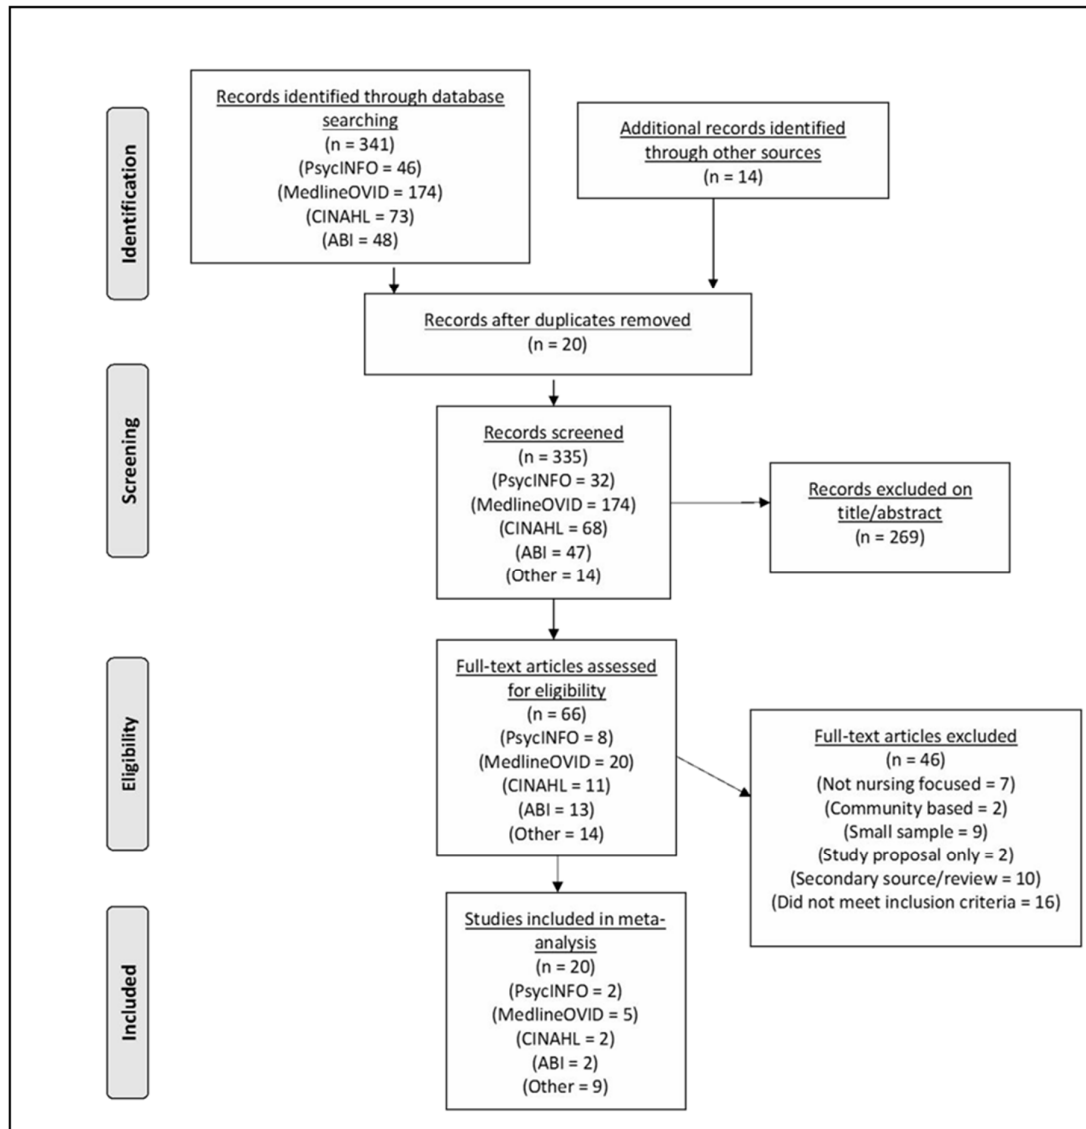 Identification
Records identified through database
searching
(n = 341)
(PsycINFO = 46)
(MedlineOVID = 174)
(CINAHL = 73)
(ABI = 48)
Additional records identified
through other sources
(n = 14)
Records after duplicates removed
(n = 20)
Screening
Records screened
(n = 335)
(PsycINFO = 32)
(MedlineOVID = 174)
(CINAHL = 68)
(ABI = 47)
(Other = 14)
Records excluded on
title/abstract
(n = 269)
Eligibility
Full-text articles assessed
for eligibility
(n = 66)
(PsycINFO = 8)
(MedlineOVID = 20)
(CINAHL = 11)
(ABI = 13)
(Other = 14)
Full-text articles excluded
(n = 46)
(Not nursing focused = 7)
(Community based = 2)
(Small sample = 9)
(Study proposal only = 2)
(Secondary source/review = 10)
(Did not meet inclusion criteria = 16)
Included
Studies included in meta-
analysis
(n = 20)
(PsycINFO = 2)
(MedlineOVID = 5)
(CINAHL = 2)
(ABI = 2)
(Other = 9)